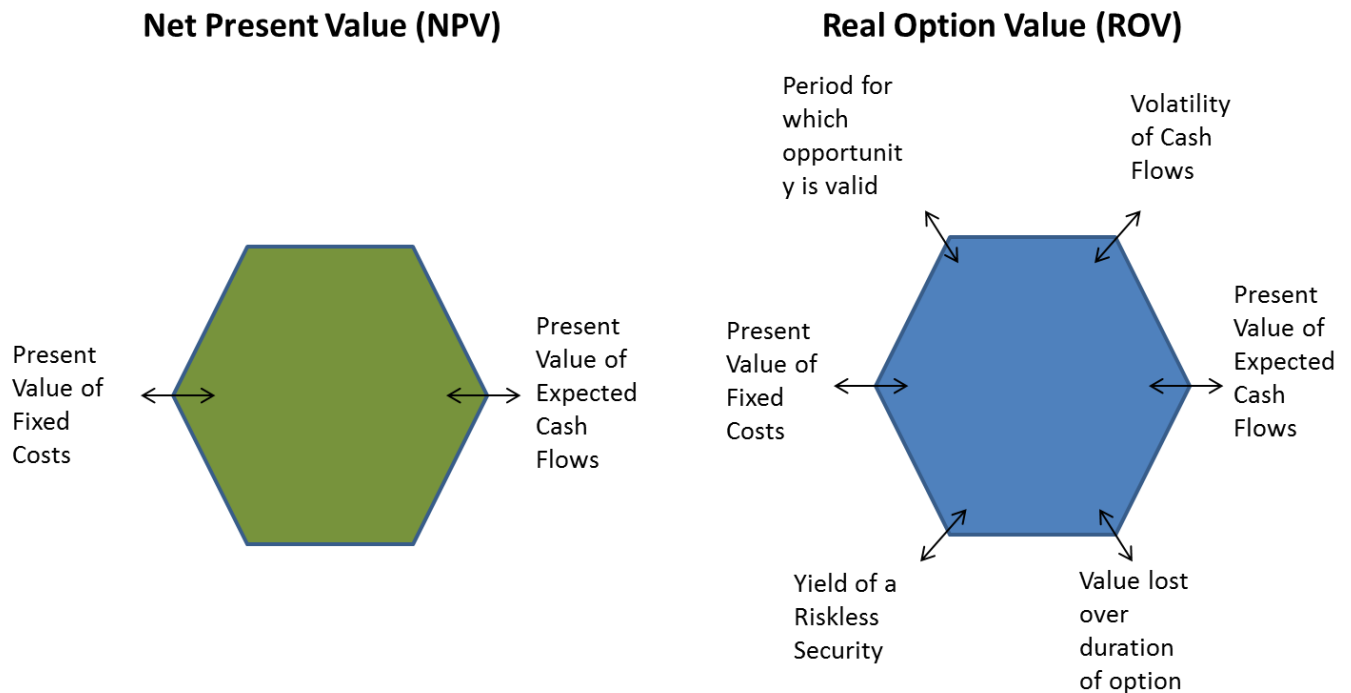 Net Present Value (NPV)
Present
Value of
Fixed
Costs
Present
Value of
Expected
Cash
Flows
Real Option Value (ROV)
Period for
which
opportunit
y is valid
Volatility
of Cash
Flows
Present
Value of
Fixed
Costs
Present
Value of
Expected
Cash
Flows
Yield of a
Riskless
Security
Value lost
over
duration
of option